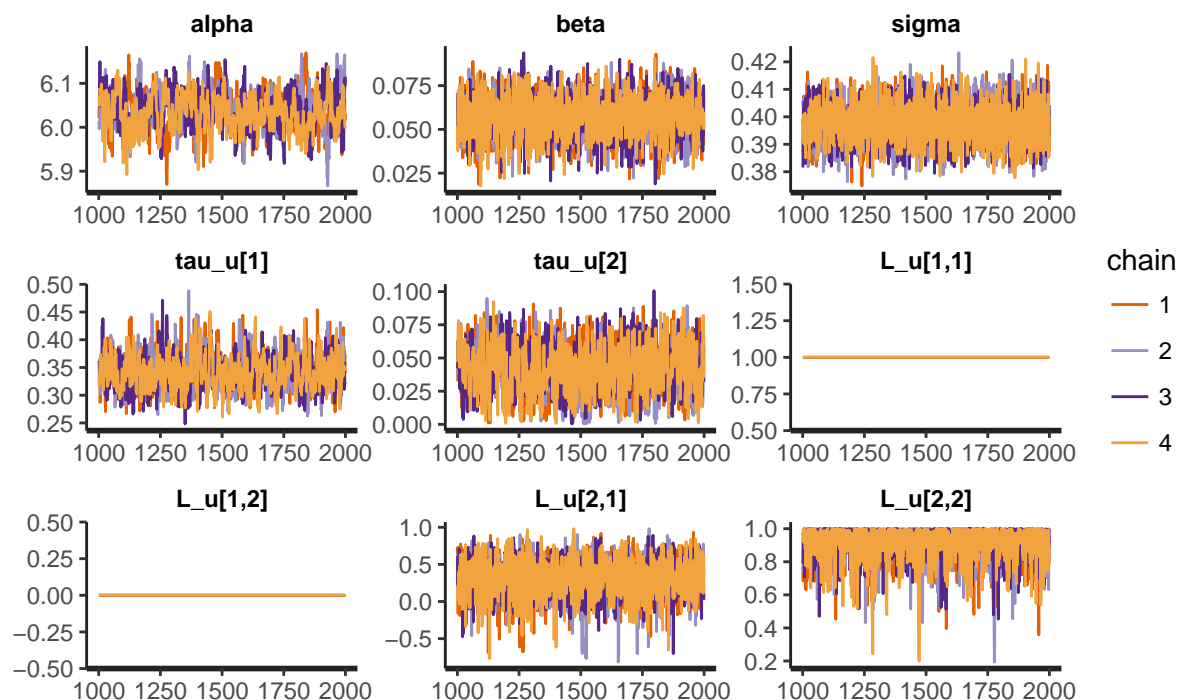 alpha
beta
sigma
6.1
6.0
5.9
0.075
0.050
0.025
0.42
0.41
0.40
0.39
0.38
1000 1250 1500 1750 2000
1000 1250 1500 1750 2000
1000 1250 1500 1750 2000
tau_u[1]
tau_u[2]
L_u[1,1]
0.50
0.45
0.40
0.35
0.30
0.25
0.100
0.075
0.050
0.025
0.000
1.50
1.25
1.00
0.75
0.50
1000 1250 1500 1750 2000
1000 1250 1500 1750 2000
1000 1250 1500 1750 2000
chain
1
2
3
4
L_u[1,2]
L_u[2,1]
L_u[2,2]
0.50
0.25
0.00
−0.25
−0.50
1.0
0.5
0.0
−0.5
1.0
0.8
0.6
0.4
0.2
1000 1250 1500 1750 2000
1000 1250 1500 1750 2000
1000 1250 1500 1750 2000